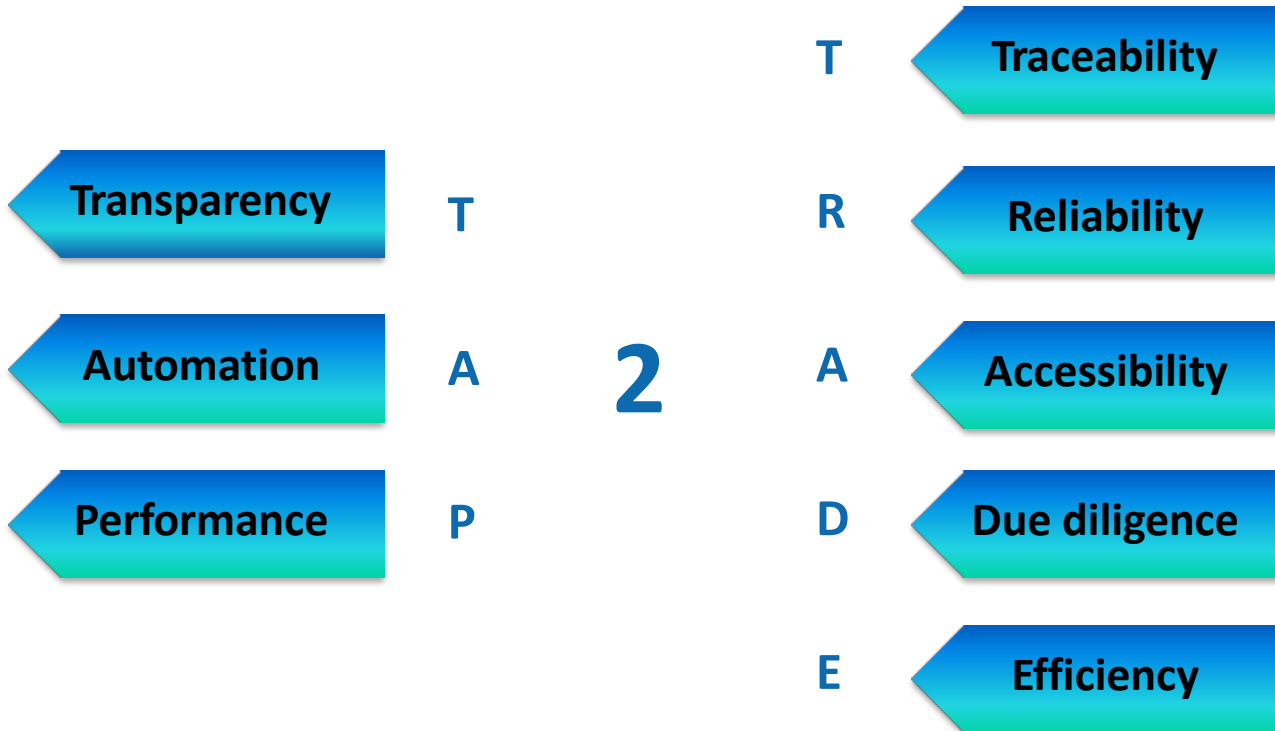 Transparency
T
Automation
A
Performance
P
2
T
Traceability
R
Reliability
A
Accessibility
D
Due diligence
E
Efficiency